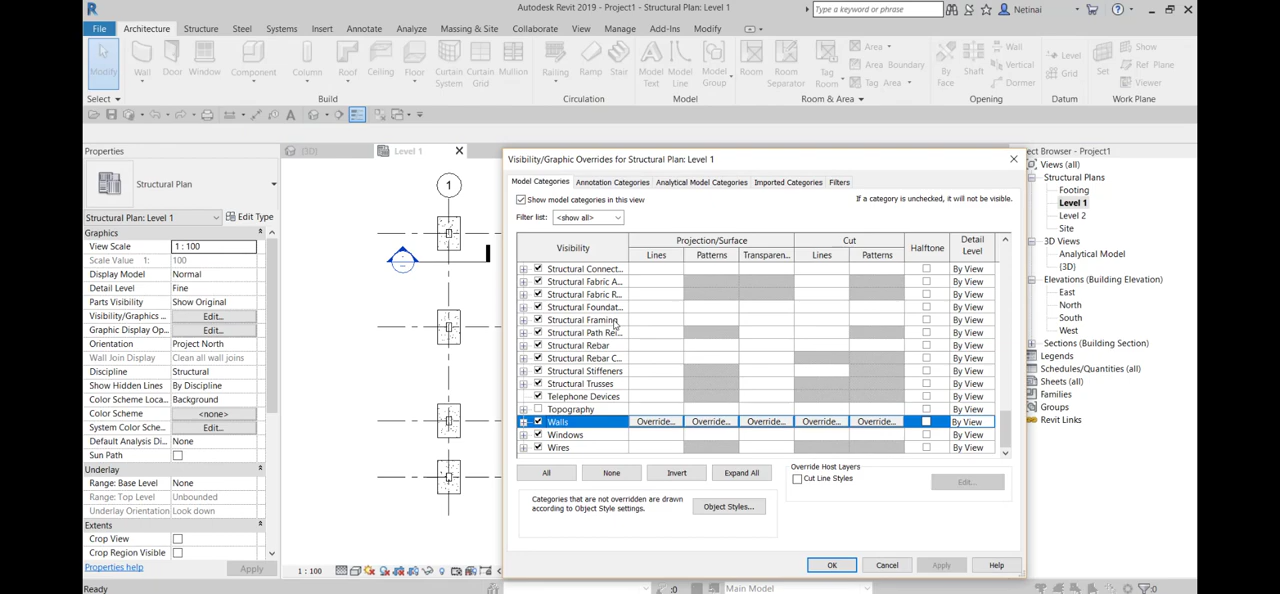 Autodesk Revit 2019 - Project1 - Structural Plan: Level 1
Type a keyword or phrase
Netinai
File Architecture Structure Steel Systems Insert Annotate Analyze Massing & Site Collaborate View Manage Add-Ins Modify
Modify Wall Door Window Component Column Roof Ceiling Floor Curtain System Curtain Grid Mullion Railing Ramp Stair Model Text Model Line Model Group Room Room Separator Tag Room
Area
Area Boundary
Tag Area
By Face Shaft
Wall
Vertical
Dormer
Level
Grid
Set
Show
Ref Plane
Viewer
Select Build Circulation Model Room & Area Opening Datum Work Plane
Properties
Structural Plan
Structural Plan: Level 1 Edit Type
Graphics
View Scale 1 : 100
Scale Value 1: 100
Display Model Normal
Detail Level Fine
Parts Visibility Show Original
Visibility/Graphics ... Edit...
Graphic Display Op... Edit...
Orientation Project North
Wall Join Display Clean all wall joins
Discipline Structural
Show Hidden Lines By Discipline
Color Scheme Loca... Background
Color Scheme <none>
System Color Sche... Edit...
Default Analysis Di... None
Sun Path
Underlay
Range: Base Level None
Range: Top Level Unbounded
Underlay Orientation Look down
Extents
Crop View
Crop Region Visible
Properties help Apply
{3D} Level 1
1
1 : 100
Visibility/Graphic Overrides for Structural Plan: Level 1
Model Categories Annotation Categories Analytical Model Categories Imported Categories Filters
Show model categories in this view
If a category is unchecked, it will not be visible.
Filter list: <show all>
Visibility Projection/Surface Cut Halftone Detail Level
Lines Patterns Transparen... Lines Patterns
Structural Connect... By View
Structural Fabric A... By View
Structural Fabric R... By View
Structural Foundat... By View
Structural Framing By View
Structural Path Rei... By View
Structural Rebar By View
Structural Rebar C... By View
Structural Stiffeners By View
Structural Trusses By View
Telephone Devices By View
Topography By View
Walls Override... Override... Override... Override... Override... By View
Windows By View
Wires By View
All None Invert Expand All
Override Host Layers
Cut Line Styles Edit...
Categories that are not overridden are drawn
according to Object Style settings.
Object Styles...
OK Cancel Apply Help
ect Browser - Project1
Views (all)
Structural Plans
Footing
Level 1
Level 2
Site
3D Views
Analytical Model
{3D}
Elevations (Building Elevation)
East
North
South
West
Sections (Building Section)
Legends
Schedules/Quantities (all)
Sheets (all)
Families
Groups
Revit Links
Ready
:0 Main Model :0